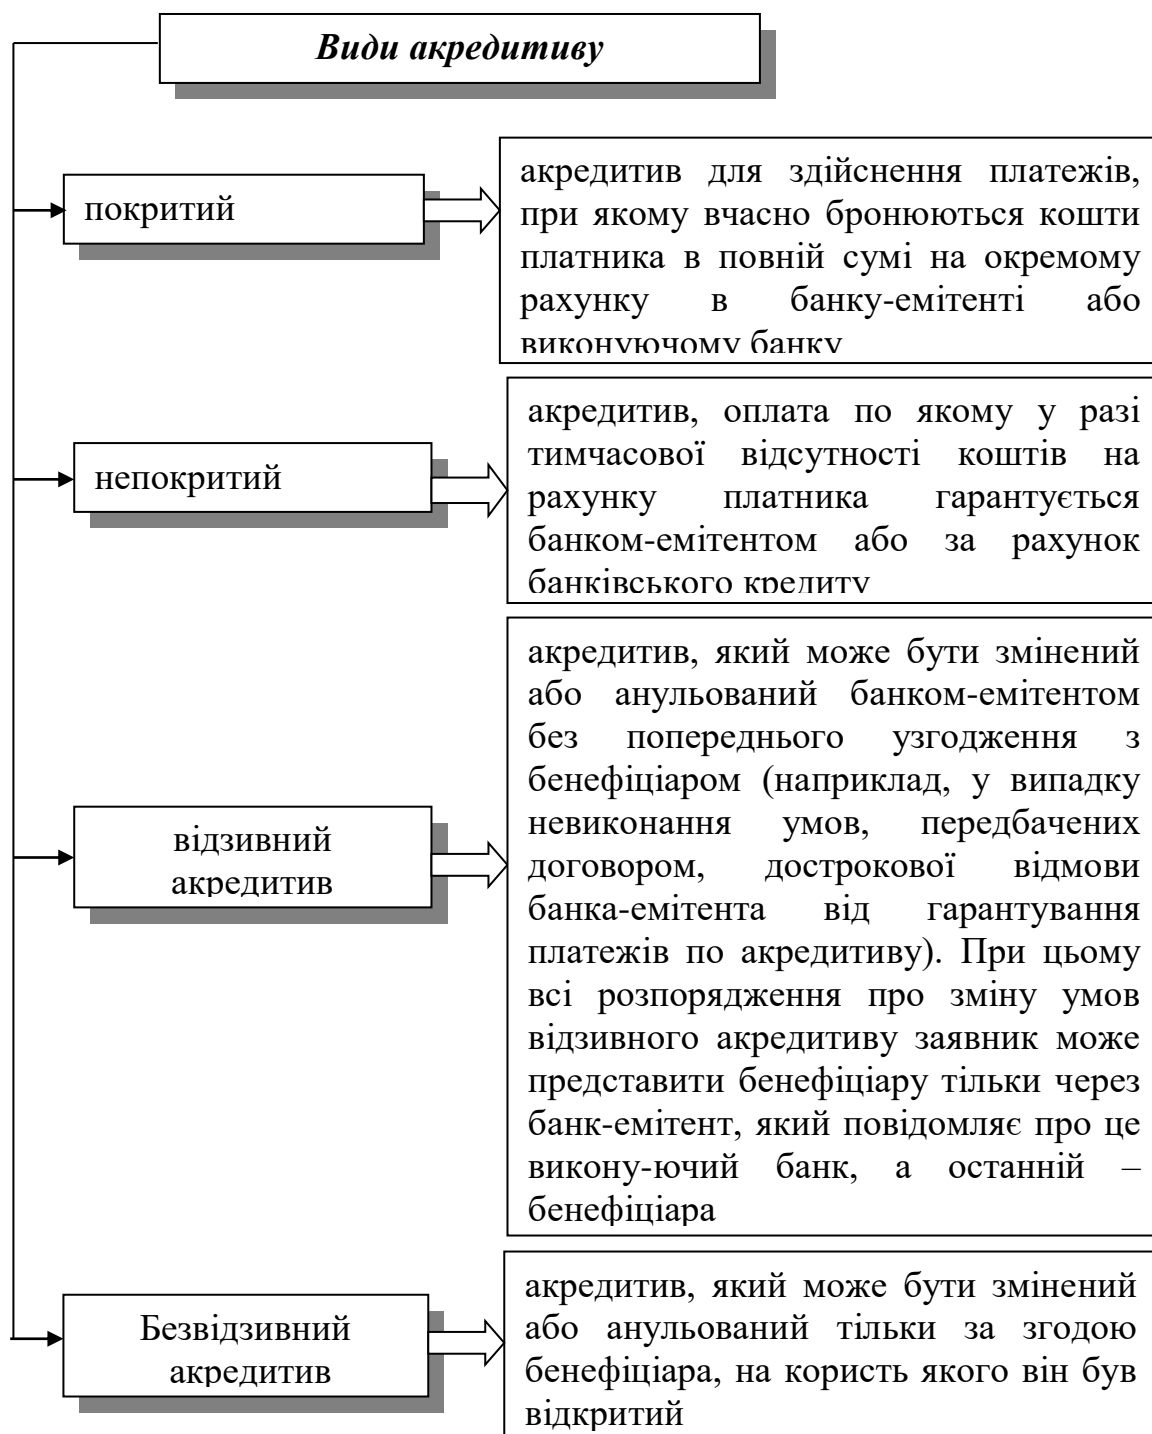 Види акредитиву
покритий
акредитив для здійснення платежів,
при якому вчасно бронюються кошти
платника в повній сумі на окремому
рахунку в банку-емітенті або
виконуючому банку
непокритий
акредитив, оплата по якому у разі
тимчасової відсутності коштів на
рахунку платника гарантується
банком-емітентом або за рахунок
банківського кредиту
відзивний
акредитив
акредитив, який може бути змінений
або анульований банком-емітентом
без попереднього узгодження з
бенефіціаром (наприклад, у випадку
невиконання умов, передбачених
договором, дострокової відмови
банка-емітента від гарантування
платежів по акредитиву). При цьому
всі розпорядження про зміну умов
відзивного акредитиву заявник може
представити бенефіціару тільки через
банк-емітент, який повідомляє про це
викону-ючий банк, а останній –
бенефіціара
Безвідзивний
акредитив
акредитив, який може бути змінений
або анульований тільки за згодою
бенефіціара, на користь якого він був
відкритий